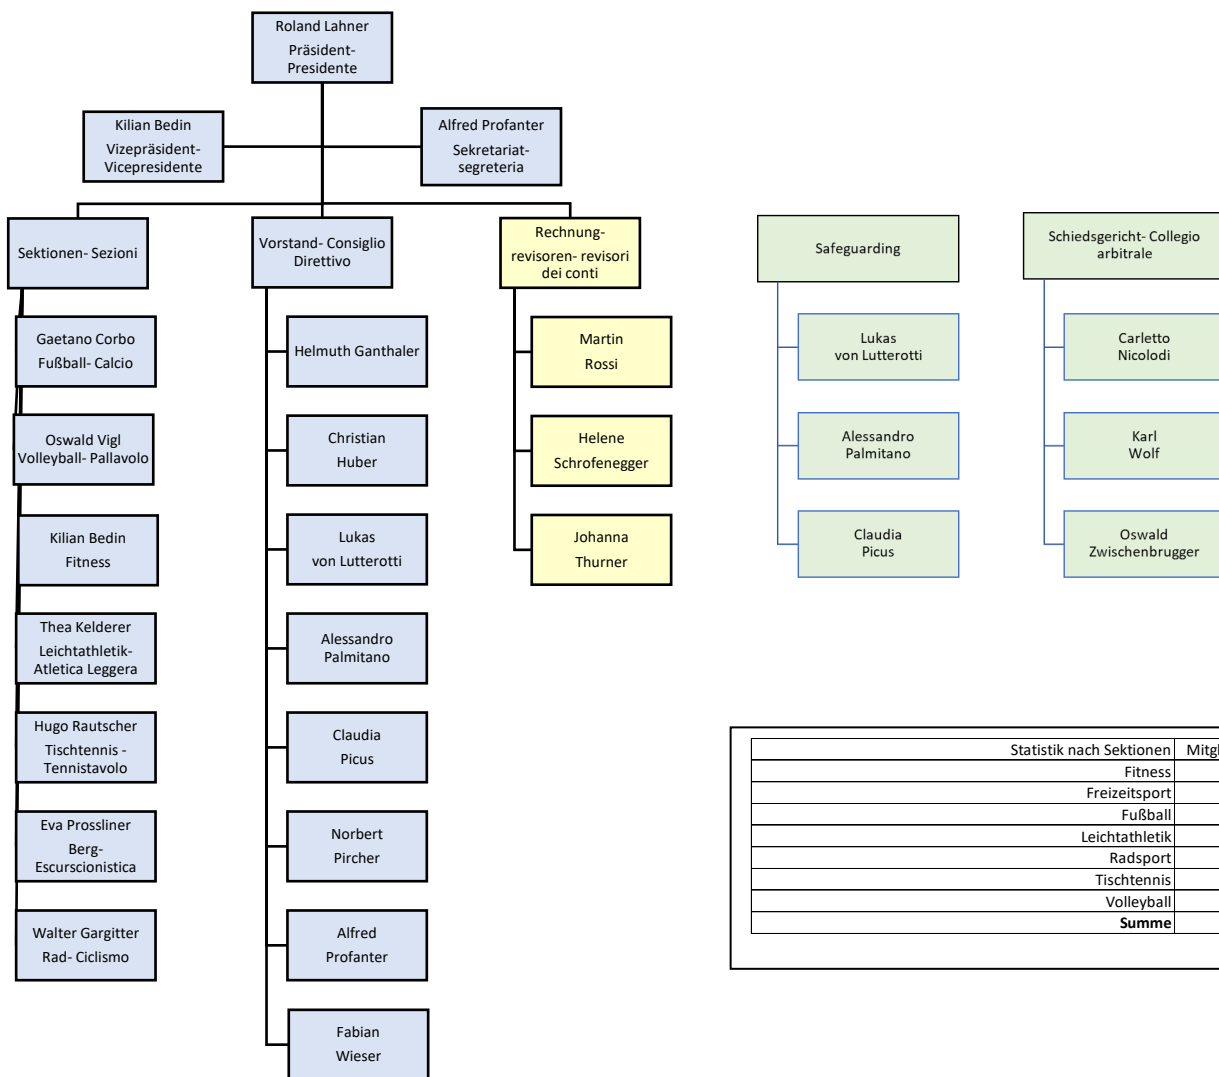 Roland Lahner
Präsident-
Presidente
Kilian Bedin
Vizepräsident-
Vicepresidente
Alfred Profanter
Sekretariat-
segreteria
Sektionen- Sezioni
Vorstand- Consiglio
Direttivo
Rechnung-
revisoren- revisori
dei conti
Safeguarding
Schiedsgericht- Collegio
arbitrale
Gaetano Corbo
Fußball- Calcio
Oswald Vigl
Volleyball- Pallavolo
Kilian Bedin
Fitness
Thea Kelderer
Leichtathletik-
Atletica Leggera
Hugo Rautscher
Tischtennis -
Tennistavolo
Eva Prossliner
Berg-
Escurscionistica
Walter Gargitter
Rad- Ciclismo
Helmuth Ganthaler
Christian
Huber
Lukas
von Lutterotti
Alessandro
Palmitano
Claudia
Picus
Norbert
Pircher
Alfred
Profanter
Fabian
Wieser
Martin
Rossi
Helene
Schrofenegger
Johanna
Thurner
Lukas
von Lutterotti
Alessandro
Palmitano
Claudia
Picus
Carletto
Nicolodi
Karl
Wolf
Oswald
Zwischenbrugger
Statistik nach Sektionen
Fitness
Freizeitsport
Fußball
Leichtathletik
Radsport
Tischtennis
Volleyball
Summe